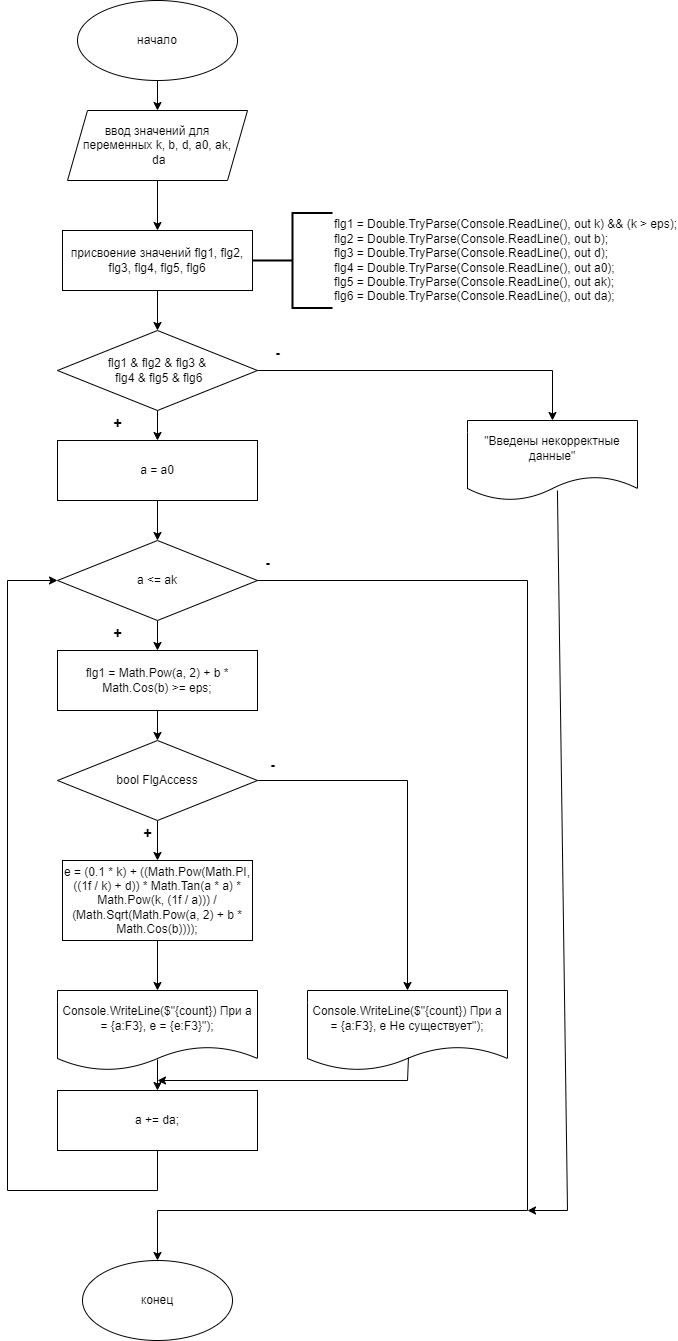 начало
ввод значений для
переменных k, b, d, a0, ak,
da
присвоение значений flg1, flg2,
flg3, flg4, flg5, flg6
flg1 = Double.TryParse(Console.ReadLine(), out k) && (k > eps);
flg2 = Double.TryParse(Console.ReadLine(), out b);
flg3 = Double.TryParse(Console.ReadLine(), out d);
flg4 = Double.TryParse(Console.ReadLine(), out a0);
flg5 = Double.TryParse(Console.ReadLine(), out ak);
flg6 = Double.TryParse(Console.ReadLine(), out da);
flg1 & flg2 & flg3 &
flg4 & flg5 & flg6
-
+
"Введены некорректные
данные"
a = a0
a <= ak
-
+
flg1 = Math.Pow(a, 2) + b *
Math.Cos(b) >= eps;
bool FlgAccess
-
+
e = (0.1 * k) + ((Math.Pow(Math.PI,
((1f / k) + d)) * Math.Tan(a * a) *
Math.Pow(k, (1f / a))) /
(Math.Sqrt(Math.Pow(a, 2) + b *
Math.Cos(b))));
Console.WriteLine($"{count}) При a
= {a:F3}, e = {e:F3}");
Console.WriteLine($"{count}) При a
= {a:F3}, e Не существует");
a += da;
конец